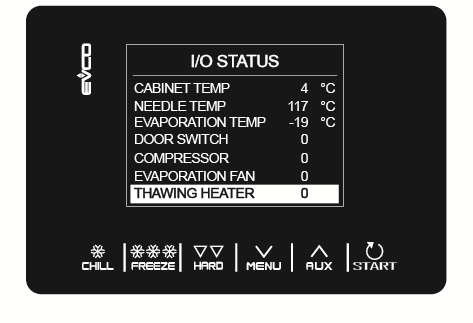 EVCO
I/O STATUS
CABINET TEMP 4 °C
NEEDLE TEMP 117 °C
EVAPORATION TEMP -19 °C
DOOR SWITCH 0
COMPRESSOR 0
EVAPORATION FAN 0
THAWING HEATER 0
CHILL FREEZE HARD MENU AUX START